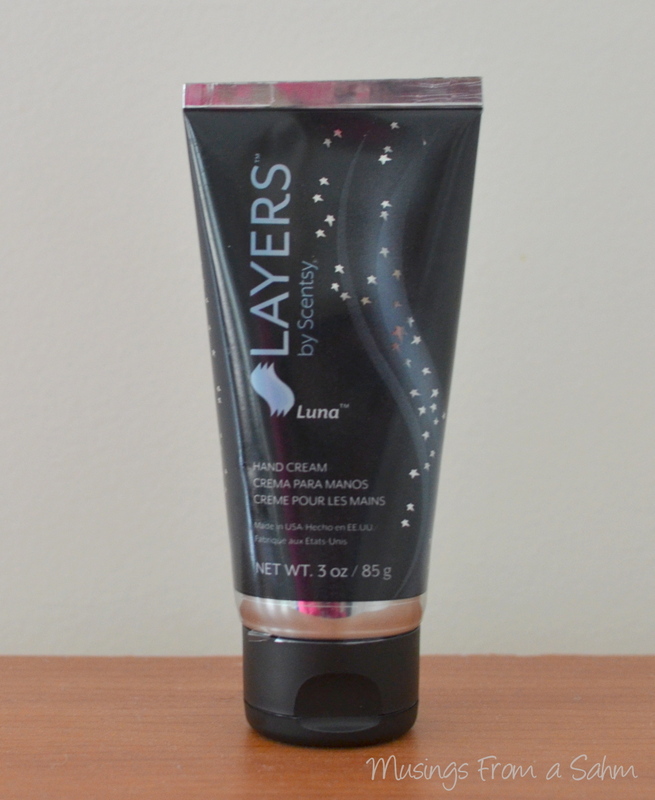 LAYERS™
by Scentsy.
Luna™
HAND CREAM
CREMA PARA MANOS
CRÈME POUR LES MAINS
Made in USA·Hecho en EE.UU.
Fabriqué aux États-Unis
NET WT. 3 oz / 85 g
Musings From a Sahm